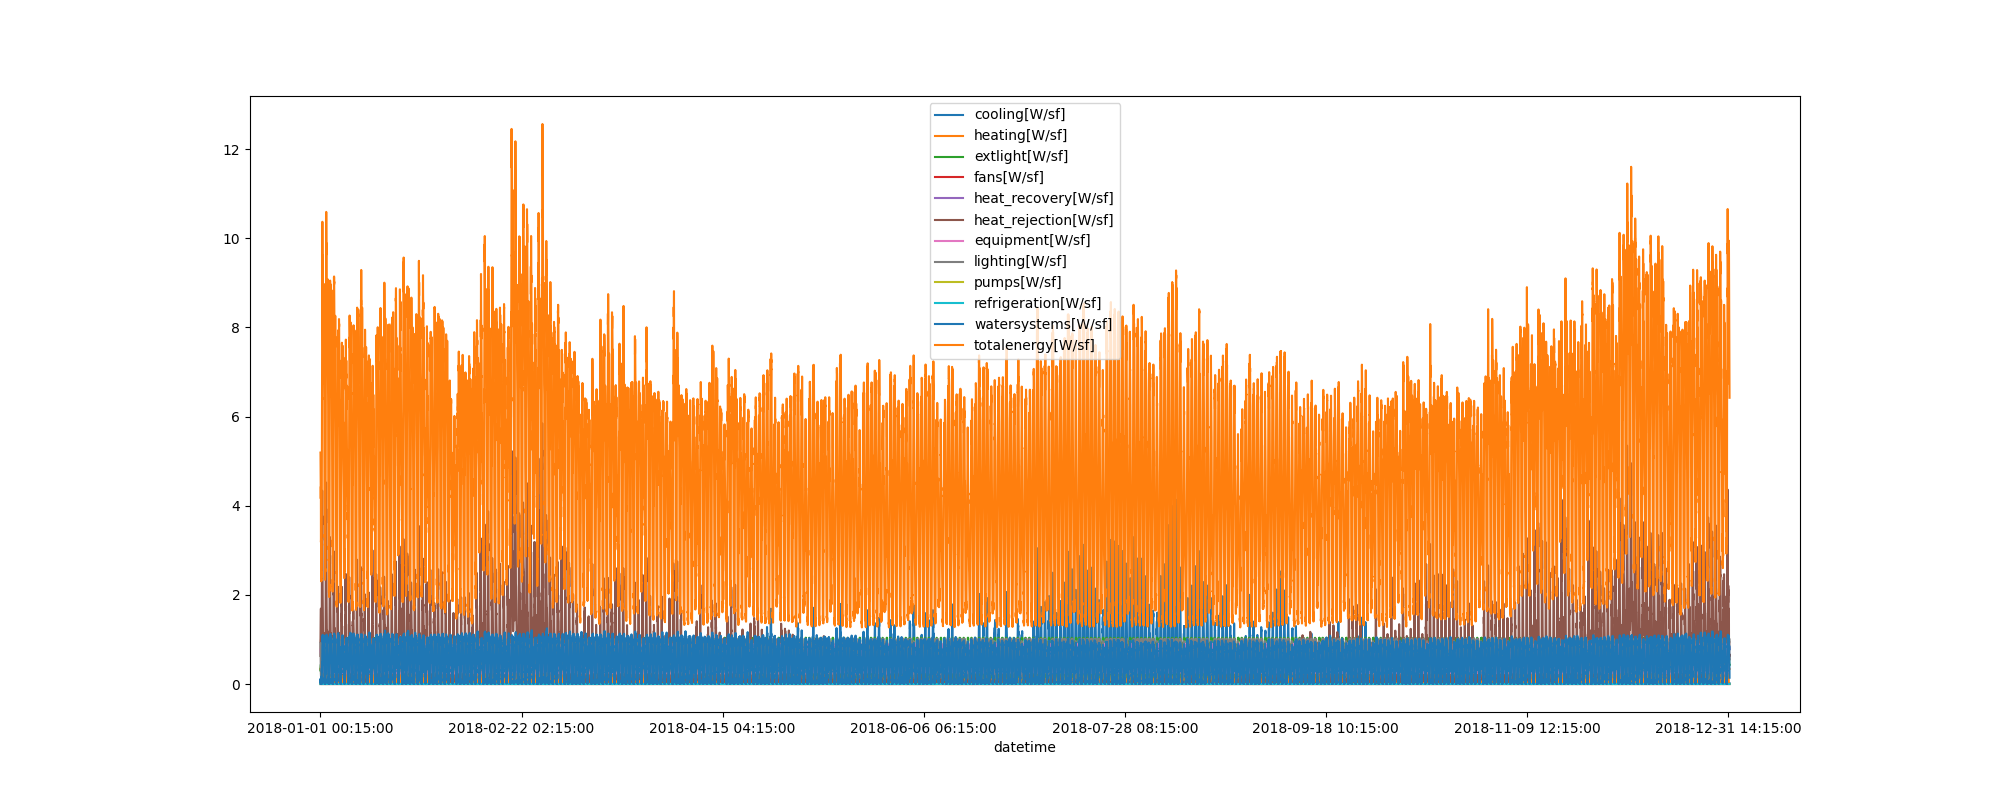 cooling[W/sf]
heating[W/sf]
extlight[W/sf]
fans[W/sf]
heat_recovery[W/sf]
heat_rejection[W/sf]
equipment[W/sf]
lighting[W/sf]
pumps[W/sf]
refrigeration[W/sf]
watersystems[W/sf]
totalenergy[W/sf]
12
10
8
6
4
2
0
2018-01-01 00:15:00 2018-02-22 02:15:00 2018-04-15 04:15:00 2018-06-06 06:15:00 2018-07-28 08:15:00 2018-09-18 10:15:00 2018-11-09 12:15:00 2018-12-31 14:15:00
datetime